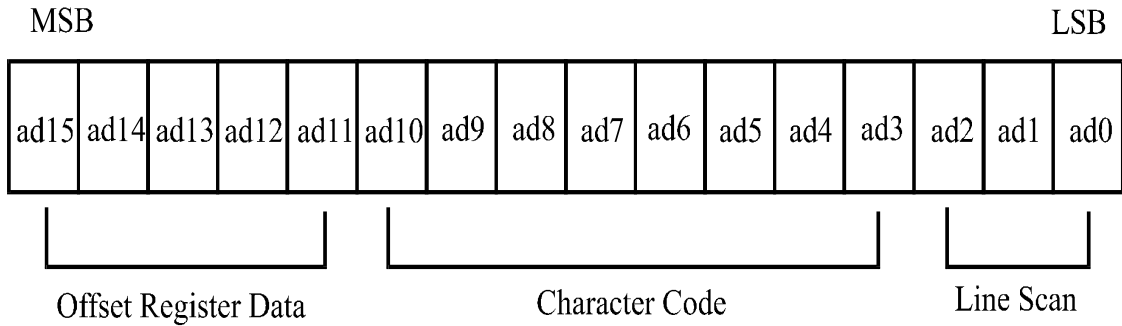 MSB LSB
ad15 ad14 ad13 ad12 ad11 ad10 ad9 ad8 ad7 ad6 ad5 ad4 ad3 ad2 ad1 ad0
Offset Register Data Character Code Line Scan